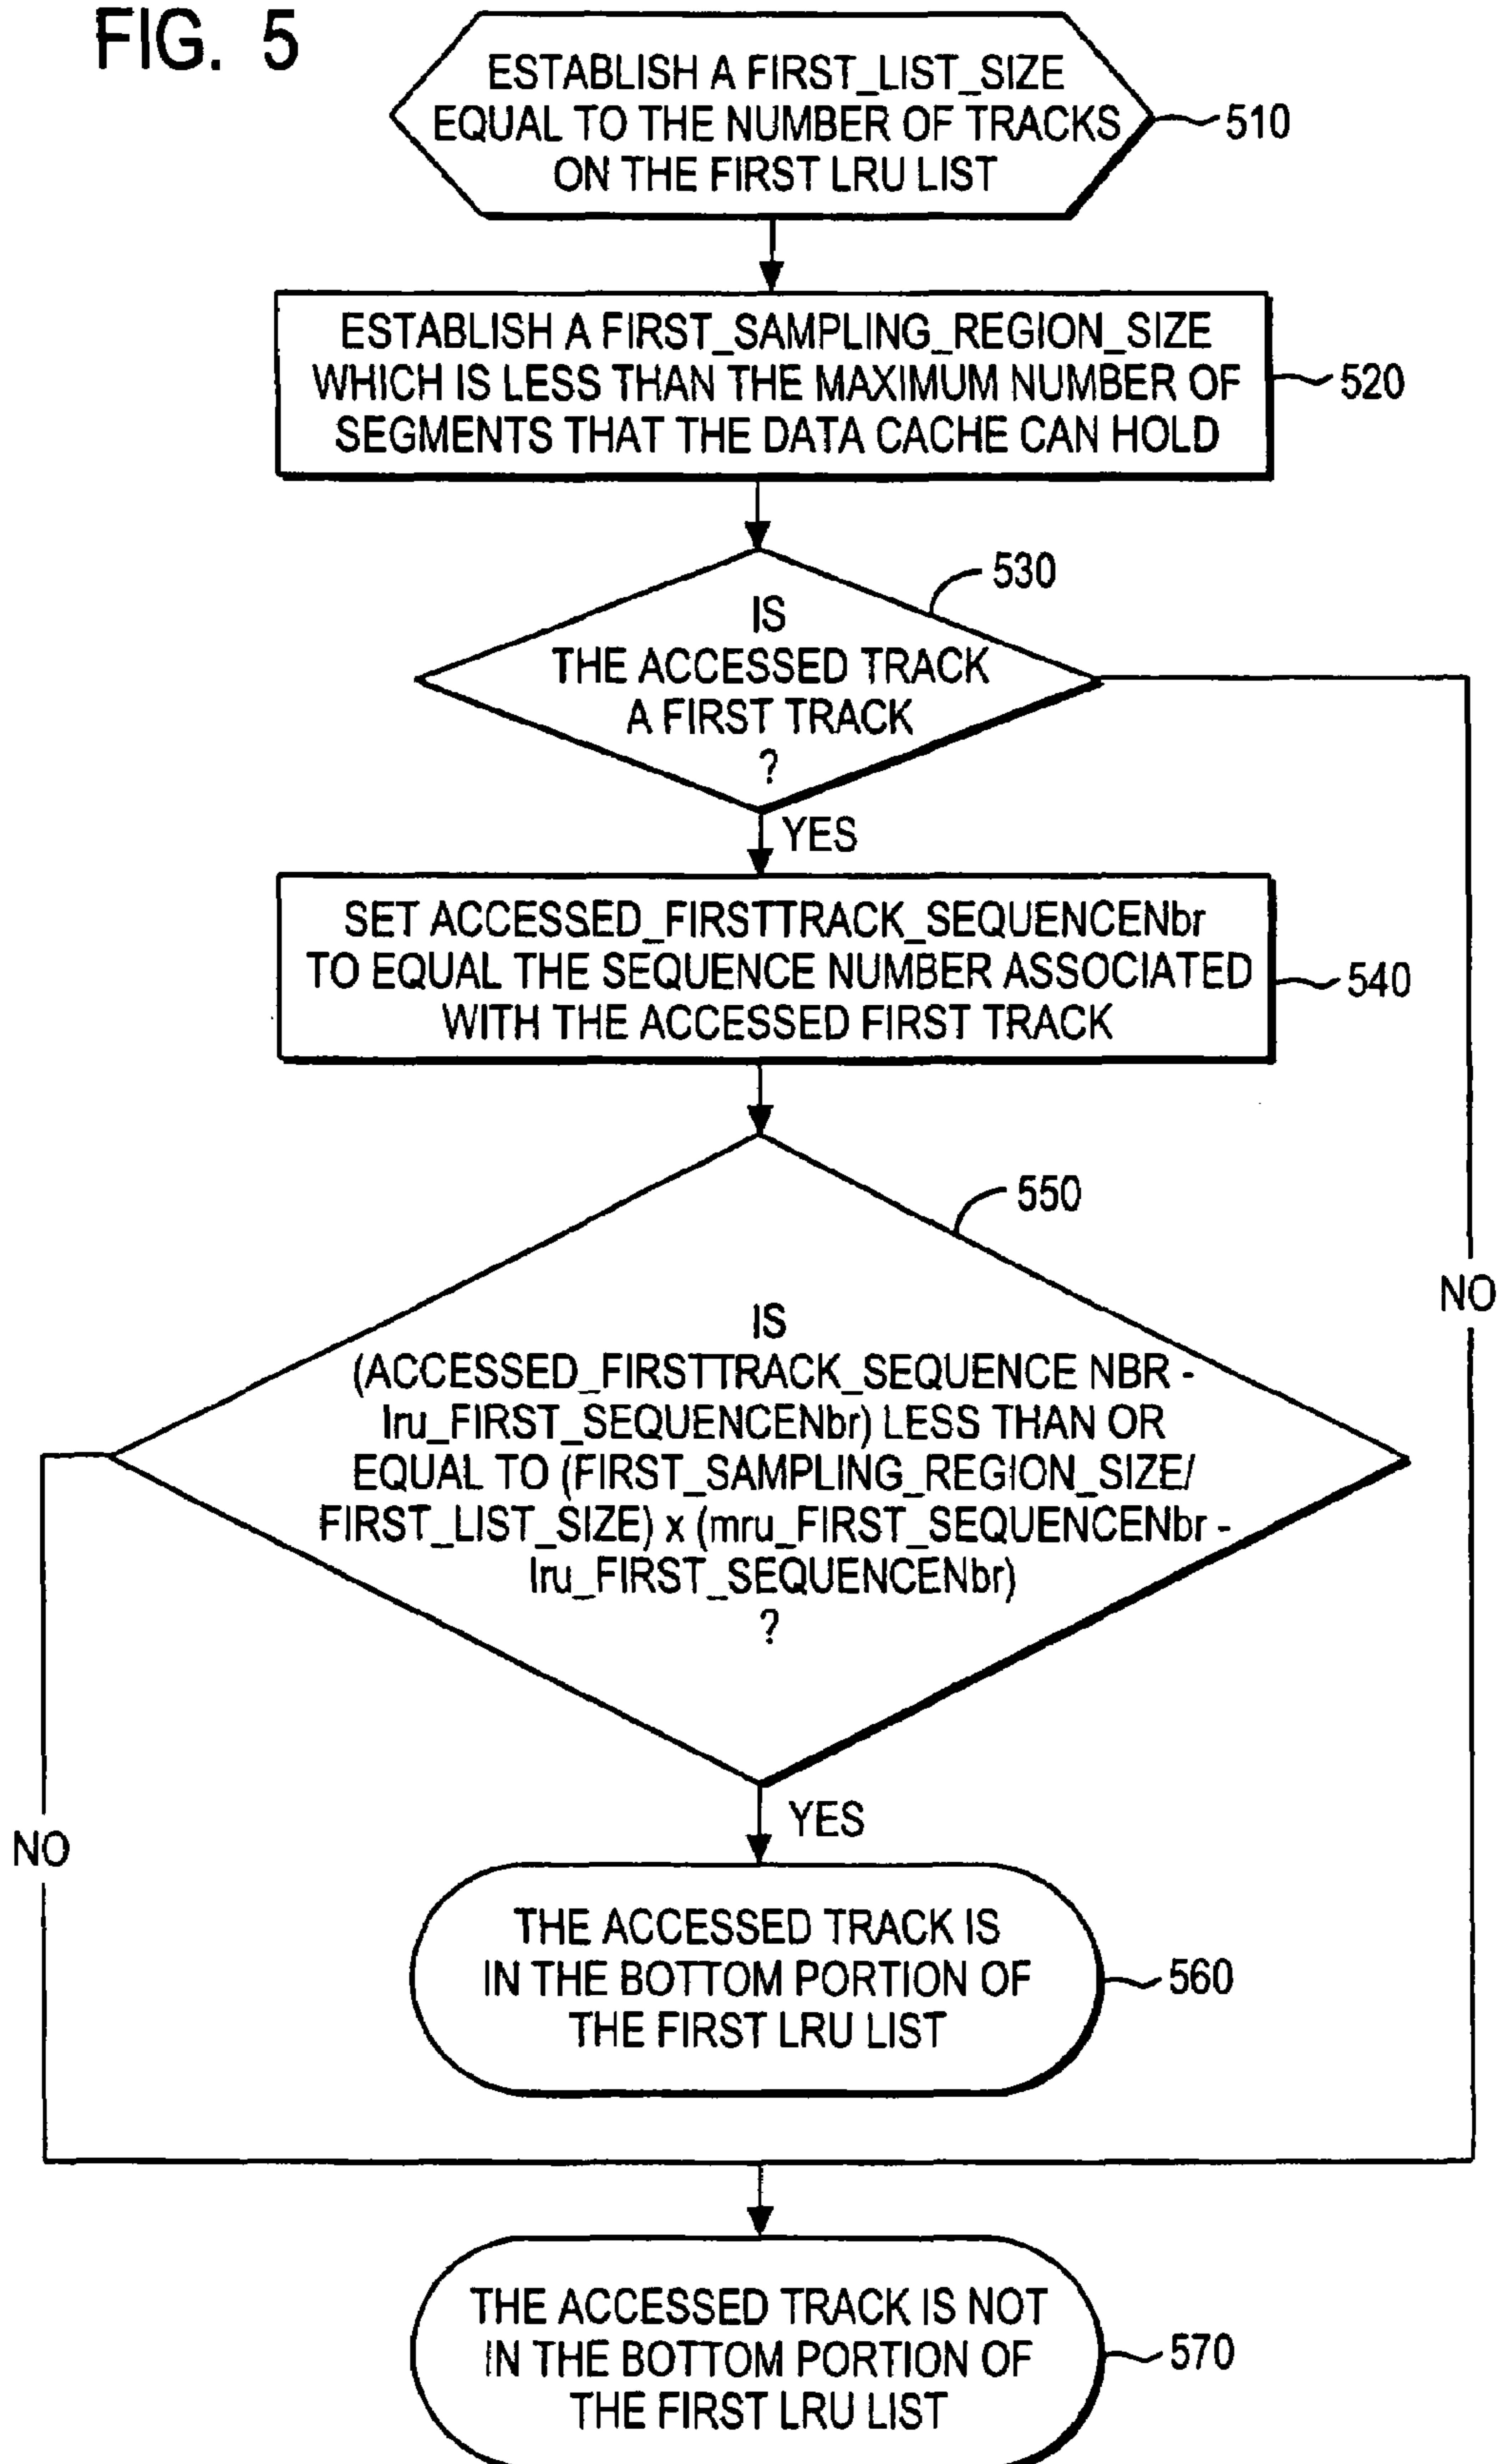 FIG. 5
ESTABLISH A FIRST_LIST_SIZE
EQUAL TO THE NUMBER OF TRACKS
ON THE FIRST LRU LIST
510
ESTABLISH A FIRST_SAMPLING_REGION_SIZE
WHICH IS LESS THAN THE MAXIMUM NUMBER OF
SEGMENTS THAT THE DATA CACHE CAN HOLD
520
530
IS
THE ACCESSED TRACK
A FIRST TRACK
?
YES
SET ACCESSED_FIRSTTRACK_SEQUENCENbr
TO EQUAL THE SEQUENCE NUMBER ASSOCIATED
WITH THE ACCESSED FIRST TRACK
540
550
NO
IS
(ACCESSED_FIRSTTRACK_SEQUENCE NBR -
lru_FIRST_SEQUENCENbr) LESS THAN OR
EQUAL TO (FIRST_SAMPLING_REGION_SIZE/
FIRST_LIST_SIZE) x (mru_FIRST_SEQUENCENbr -
lru_FIRST_SEQUENCENbr)
?
YES
NO
THE ACCESSED TRACK IS
IN THE BOTTOM PORTION OF
THE FIRST LRU LIST
560
THE ACCESSED TRACK IS NOT
IN THE BOTTOM PORTION OF
THE FIRST LRU LIST
570